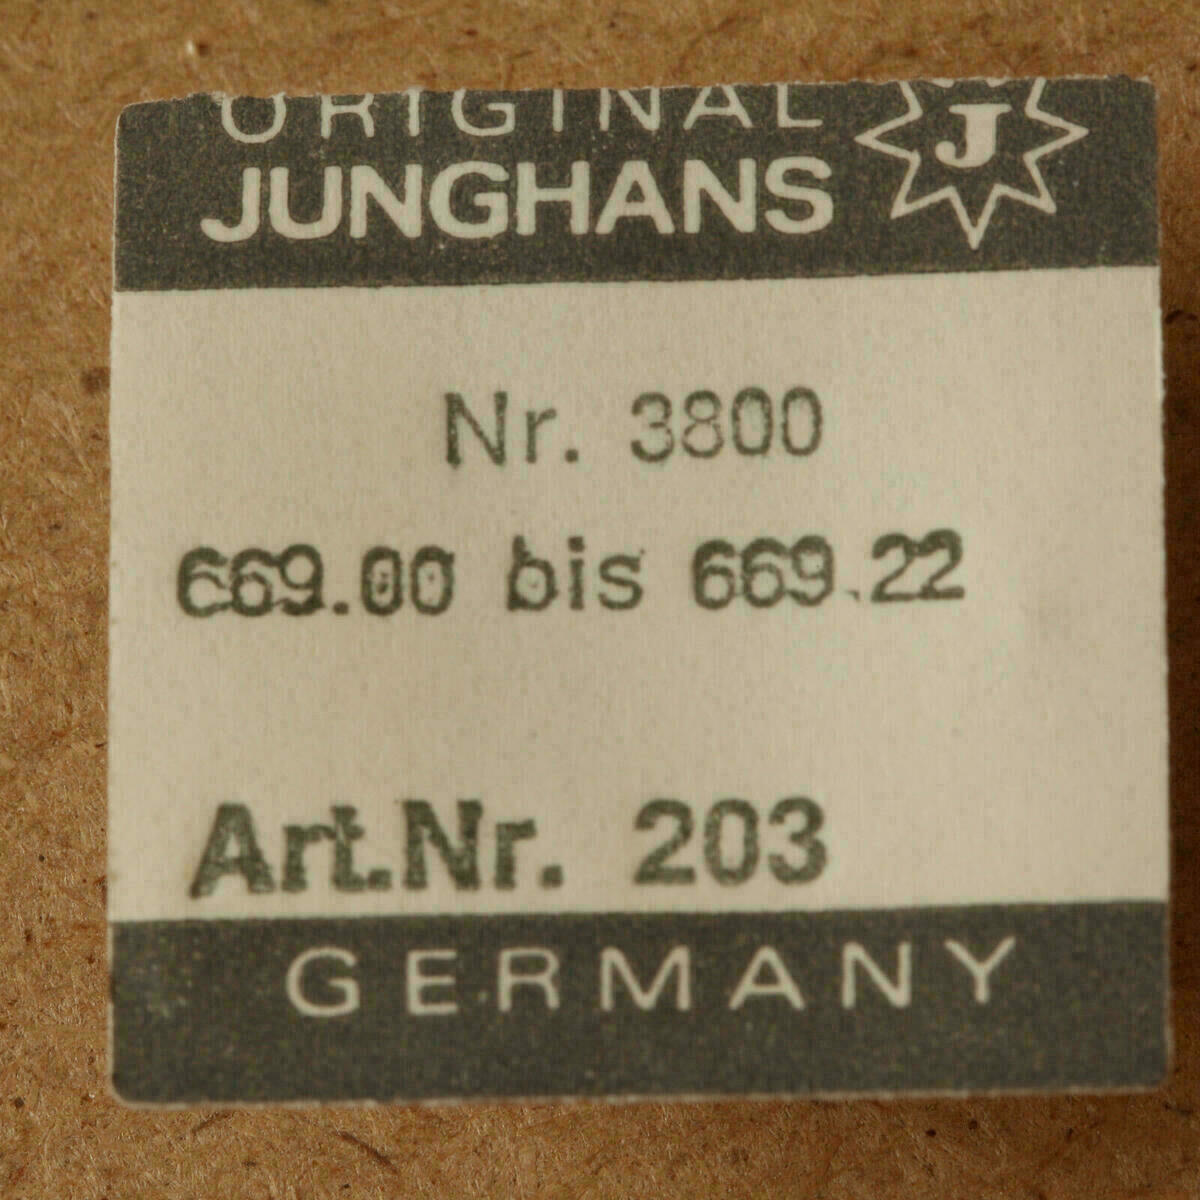 ORIGINAL
JUNGHANS
J
Nr. 3800
669.00 bis 669.22
Art.Nr. 203
GERMANY